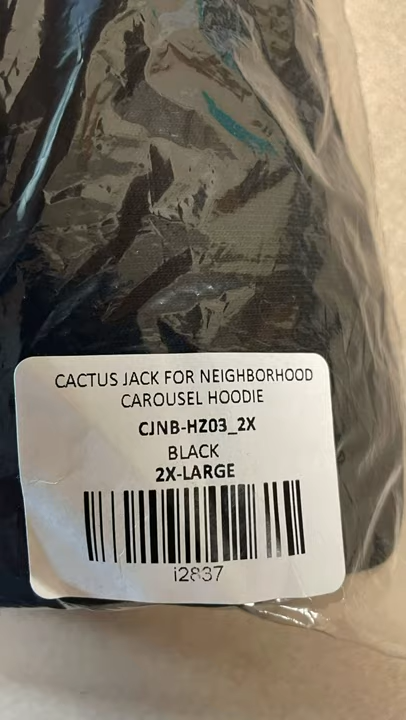 CACTUS JACK FOR NEIGHBORHOOD
CAROUSEL HOODIE
CJNB-HZ03_2X
BLACK
2X-LARGE
i2837